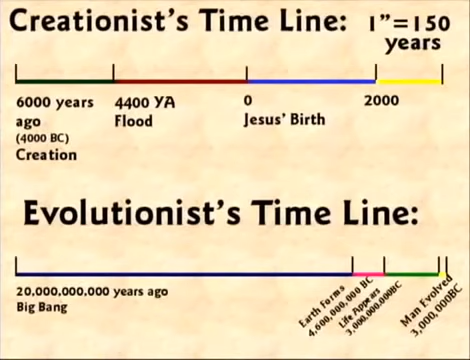 Creationist's Time Line: 1"=150
years
6000 years
ago
(4000 BC)
Creation
4400 YA
Flood
0
Jesus' Birth
2000
Evolutionist's Time Line:
20,000,000,000 years ago
Big Bang
Earth Forms
4,600,000,000 BC
Life Appears
3,000,000,000BC
Man Evolved
3,000,000BC